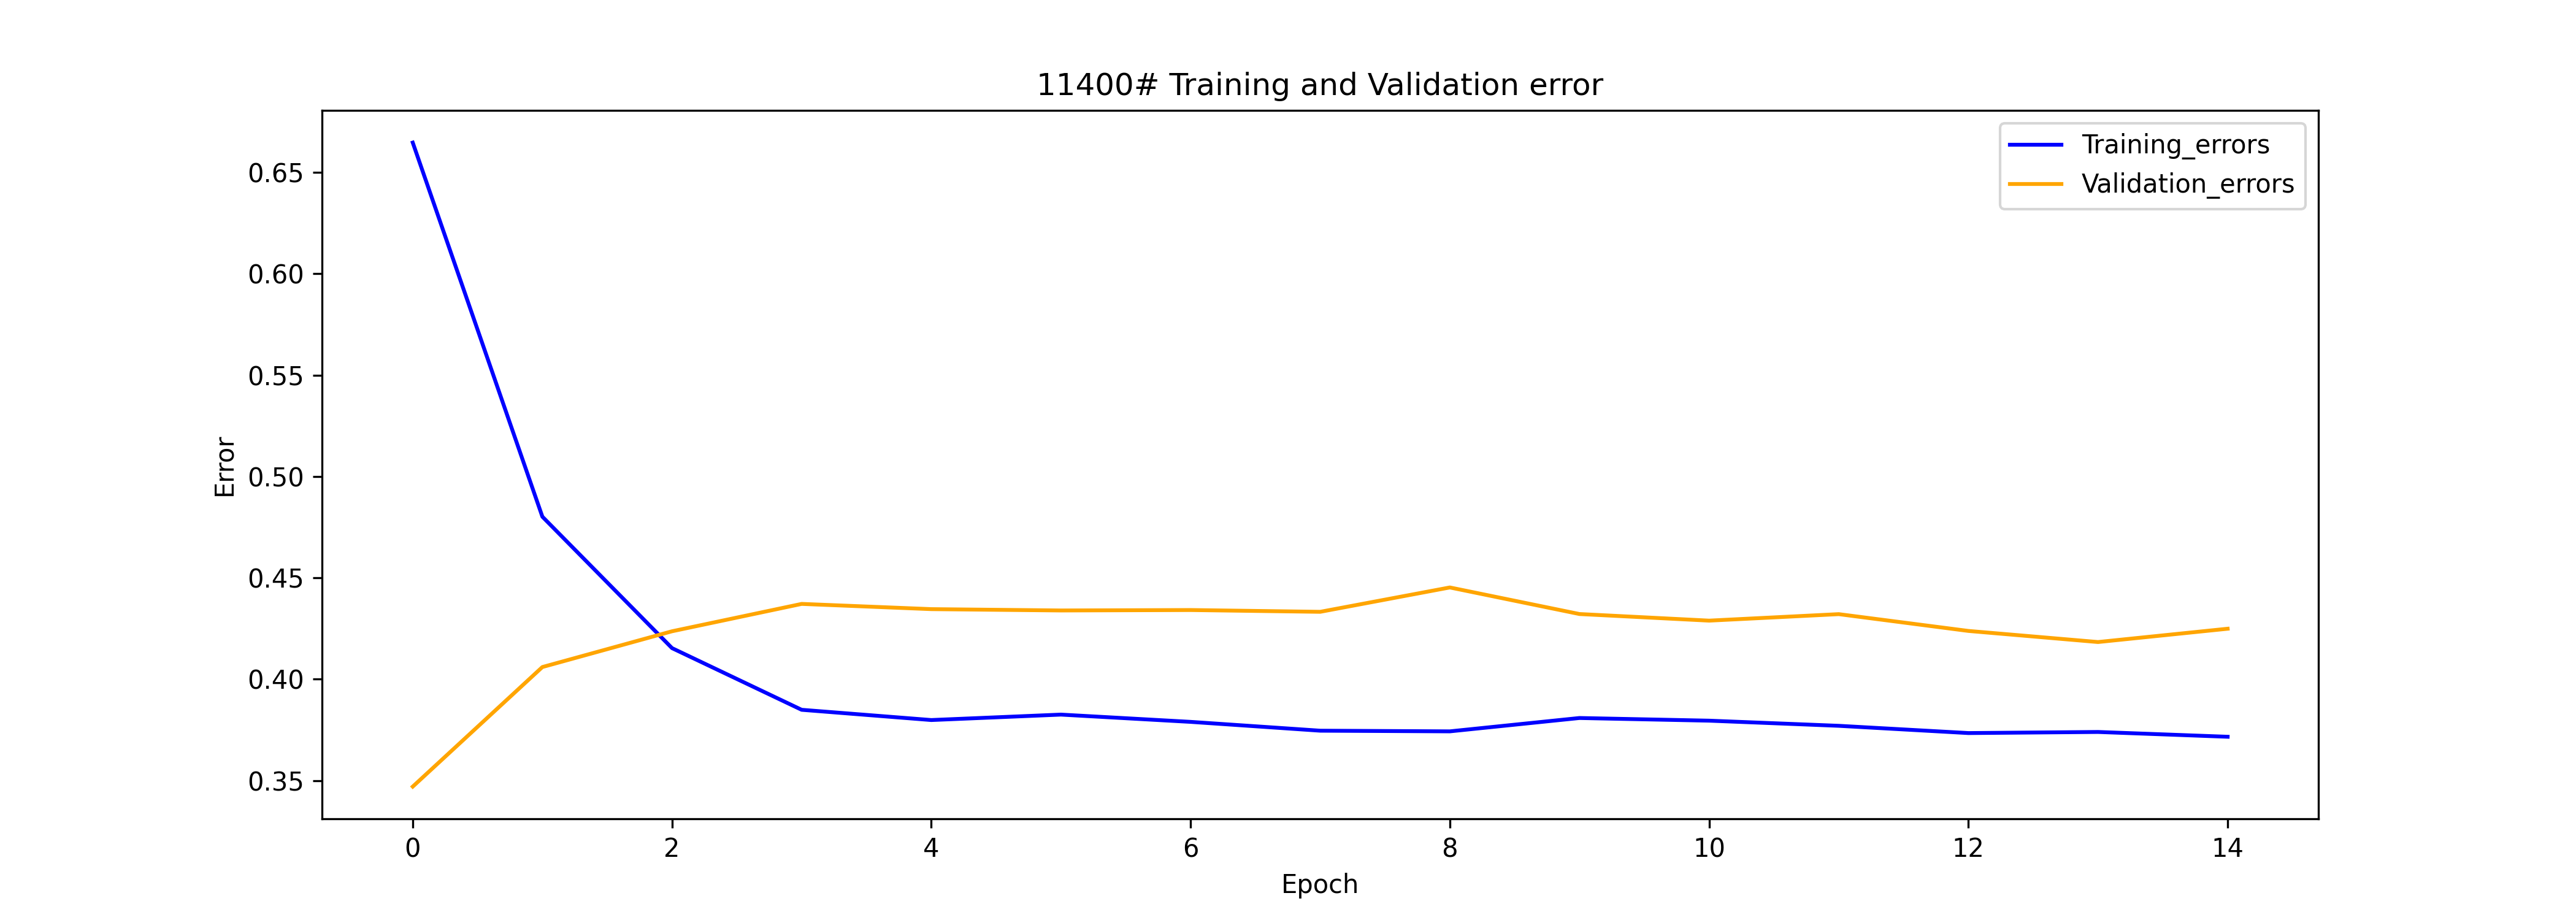 11400# Training and Validation error
Training_errors
Validation_errors
Error
0.65
0.60
0.55
0.50
0.45
0.40
0.35
0 2 4 6 8 10 12 14
Epoch